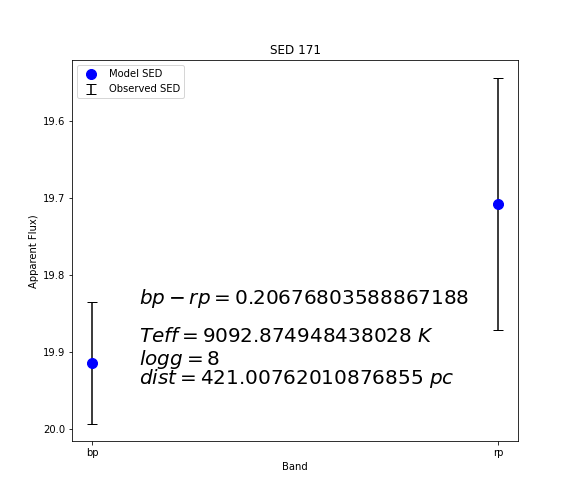 SED 171
Model SED
Observed SED
19.6
19.7
19.8
19.9
20.0
Apparent Flux)
bp − rp = 0.20676803588867188
Teff = 9092.874948438028 K
logg = 8
dist = 421.00762010876855 pc
bp
rp
Band